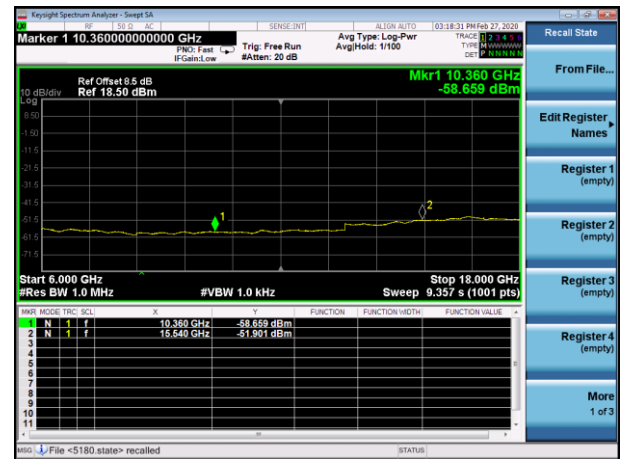 Keysight Spectrum Analyzer - Swept SA
RF 50 Ω AC SENSE:INT ALIGN AUTO 03:18:31 PM Feb 27, 2020
Marker 1 10.360000000000 GHz
PNO: Fast
IFGain:Low
Trig: Free Run
#Atten: 20 dB
Avg Type: Log-Pwr
Avg|Hold: 1/100
TRACE 1 2 3 4 5 6
TYPE M WWWWW
DET P N N N N N
Ref Offset 8.5 dB
10 dB/div Ref 18.50 dBm
Log
Mkr1 10.360 GHz
-58.659 dBm
8.50
-1.50
-11.5
-21.5
-31.5
-41.5
-51.5
-61.5
-71.5
1
2
Start 6.000 GHz Stop 18.000 GHz
#Res BW 1.0 MHz #VBW 1.0 kHz Sweep 9.357 s (1001 pts)
MKR MODE TRC SCL X Y FUNCTION FUNCTION WIDTH FUNCTION VALUE
1 N 1 f 10.360 GHz -58.659 dBm
2 N 1 f 15.540 GHz -51.901 dBm
3
4
5
6
7
8
9
10
11
MSG File <5180.state> recalled STATUS
Recall State
From File...
Edit Register
Names
Register 1
(empty)
Register 2
(empty)
Register 3
(empty)
Register 4
(empty)
More
1 of 3